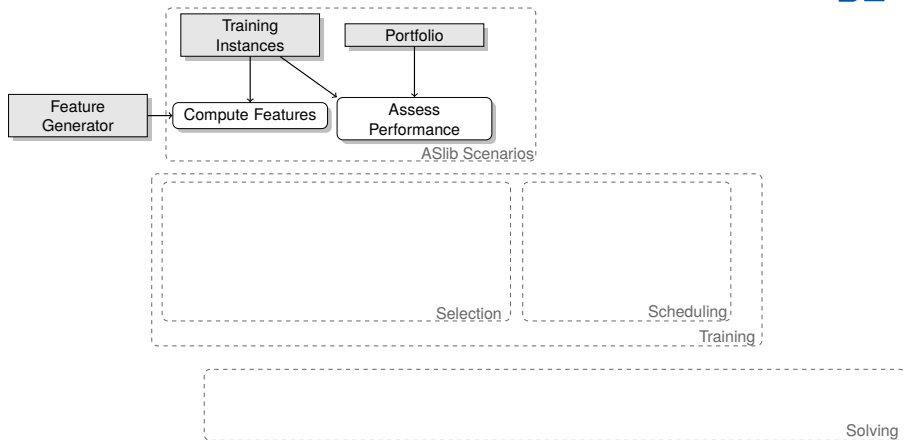 Training
Instances
Portfolio
Feature
Generator
Compute Features
Assess
Performance
ASlib Scenarios
Selection
Scheduling
Training
Solving